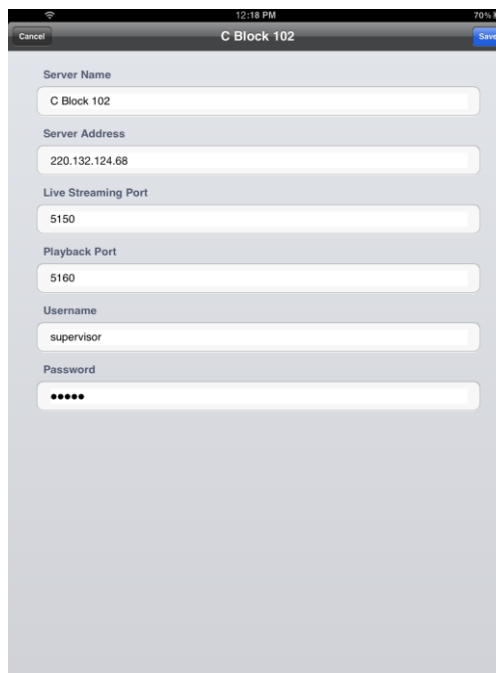 12:18 PM
70%
Cancel
C Block 102
Save
Server Name
C Block 102
Server Address
220.132.124.68
Live Streaming Port
5150
Playback Port
5160
Username
supervisor
Password
●●●●●